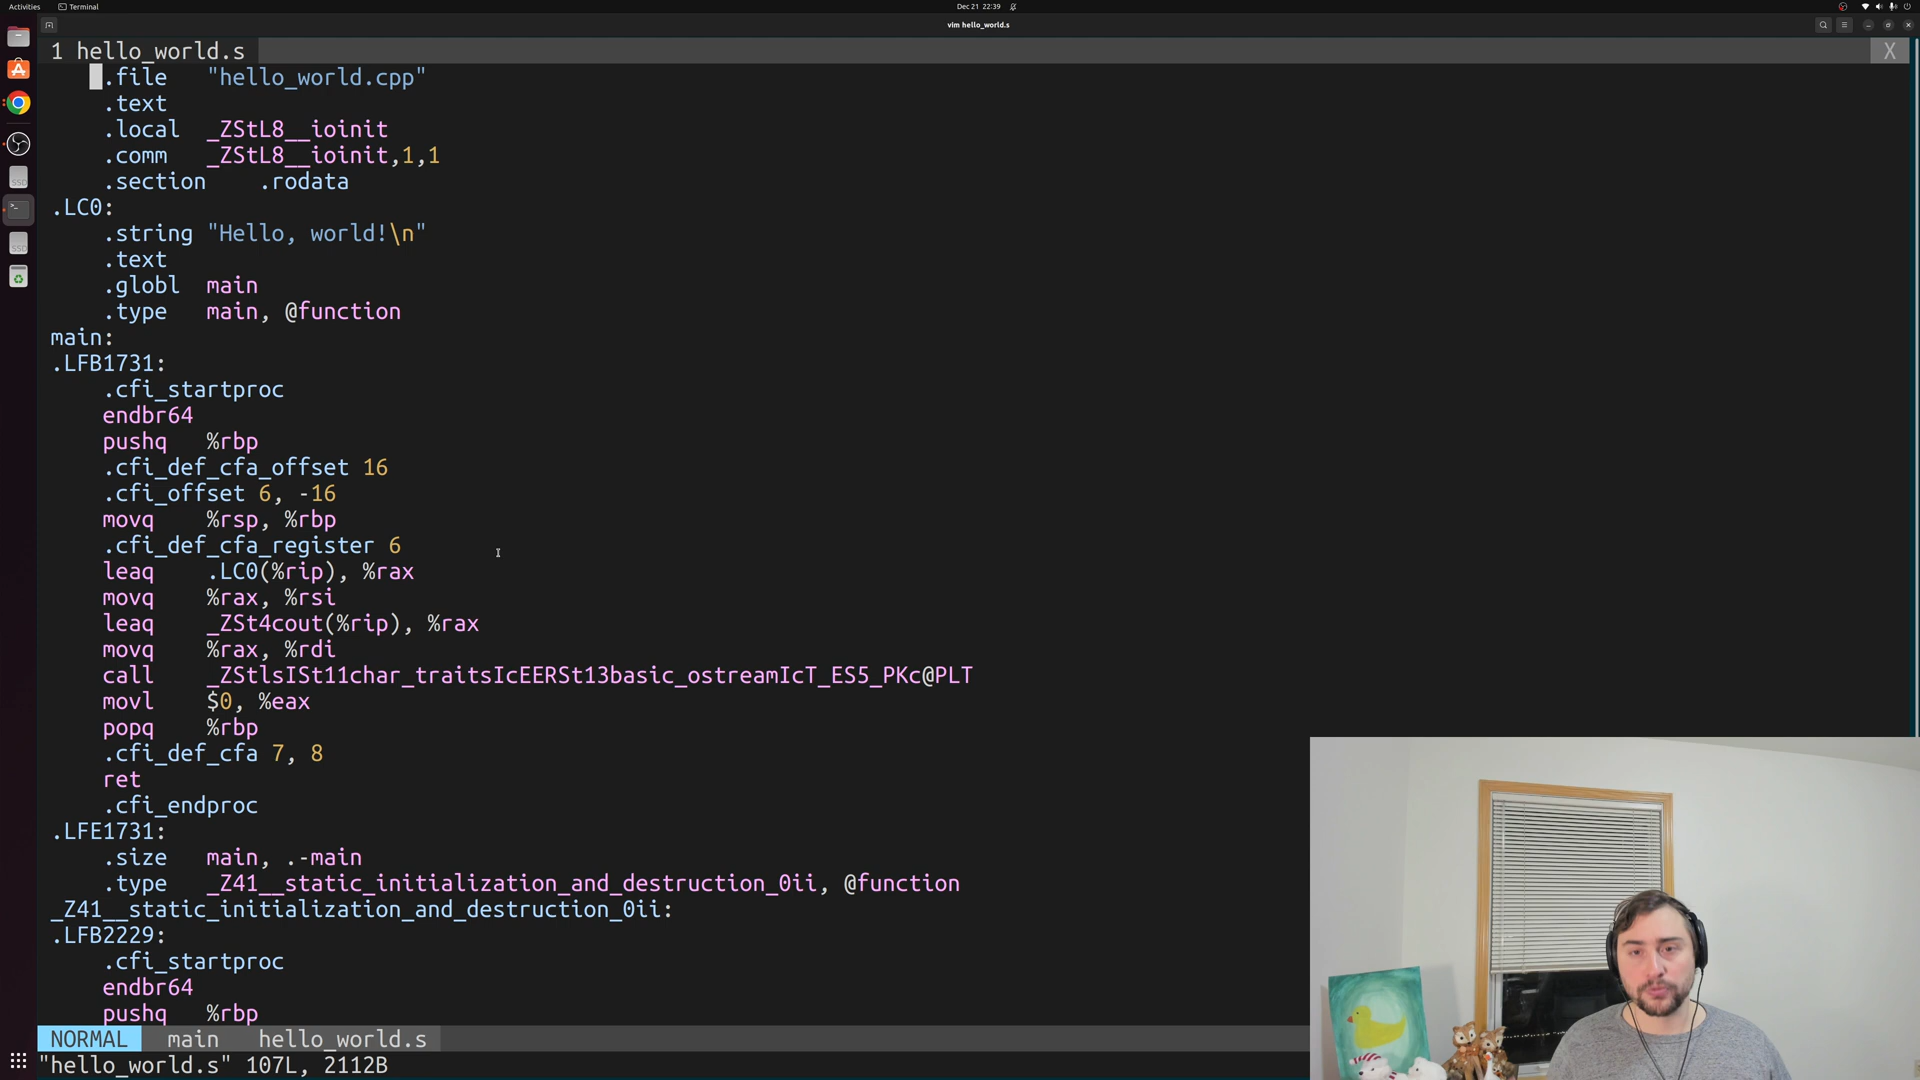 Activities Terminal Dec 21 22:39
vim hello_world.s
1 hello_world.s X
.file "hello_world.cpp"
.text
.local _ZStL8__ioinit
.comm _ZStL8__ioinit,1,1
.section .rodata
.LC0:
.string "Hello, world!\n"
.text
.globl main
.type main, @function
main:
.LFB1731:
.cfi_startproc
endbr64
pushq %rbp
.cfi_def_cfa_offset 16
.cfi_offset 6, -16
movq %rsp, %rbp
.cfi_def_cfa_register 6
leaq .LC0(%rip), %rax
movq %rax, %rsi
leaq _ZSt4cout(%rip), %rax
movq %rax, %rdi
call _ZStlsISt11char_traitsIcEERSt13basic_ostreamIcT_ES5_PKc@PLT
movl $0, %eax
popq %rbp
.cfi_def_cfa 7, 8
ret
.cfi_endproc
.LFE1731:
.size main, .-main
.type _Z41__static_initialization_and_destruction_0ii, @function
_Z41__static_initialization_and_destruction_0ii:
.LFB2229:
.cfi_startproc
endbr64
pushq %rbp
NORMAL main hello_world.s
"hello_world.s" 107L, 2112B